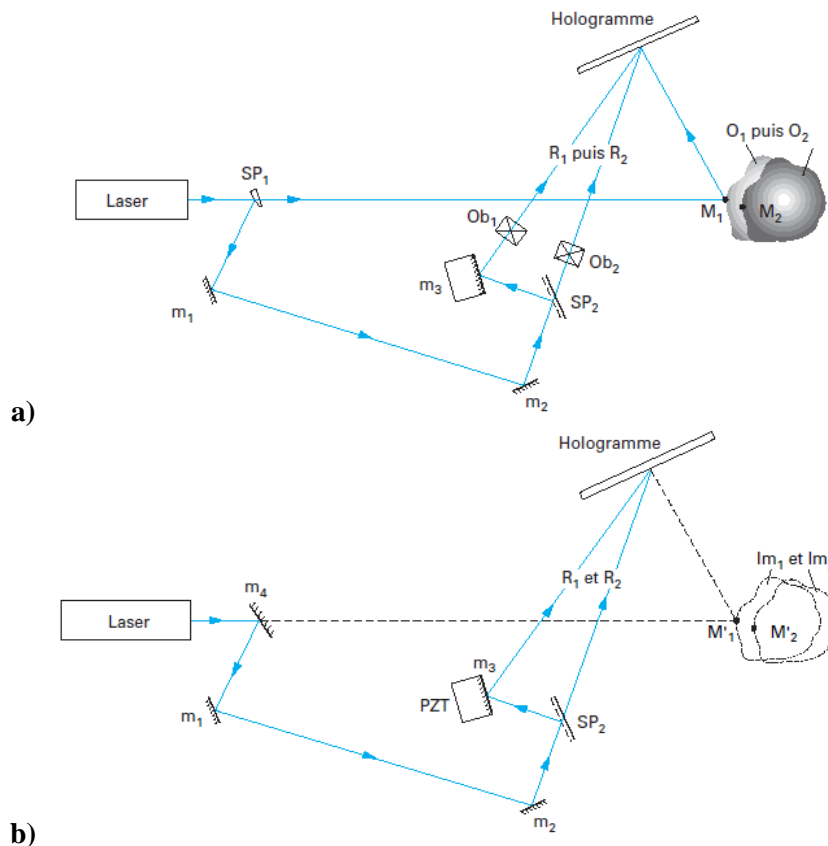 Hologramme
O₁ puis O₂
R₁ puis R₂
SP₁
Laser
Ob₁
M₁
M₂
Ob₂
m₃
SP₂
m₁
m₂
a)
Hologramme
Im₁ et Im
m₄
R₁ et R₂
Laser
M'₁
M'₂
m₃
PZT
SP₂
m₁
m₂
b)